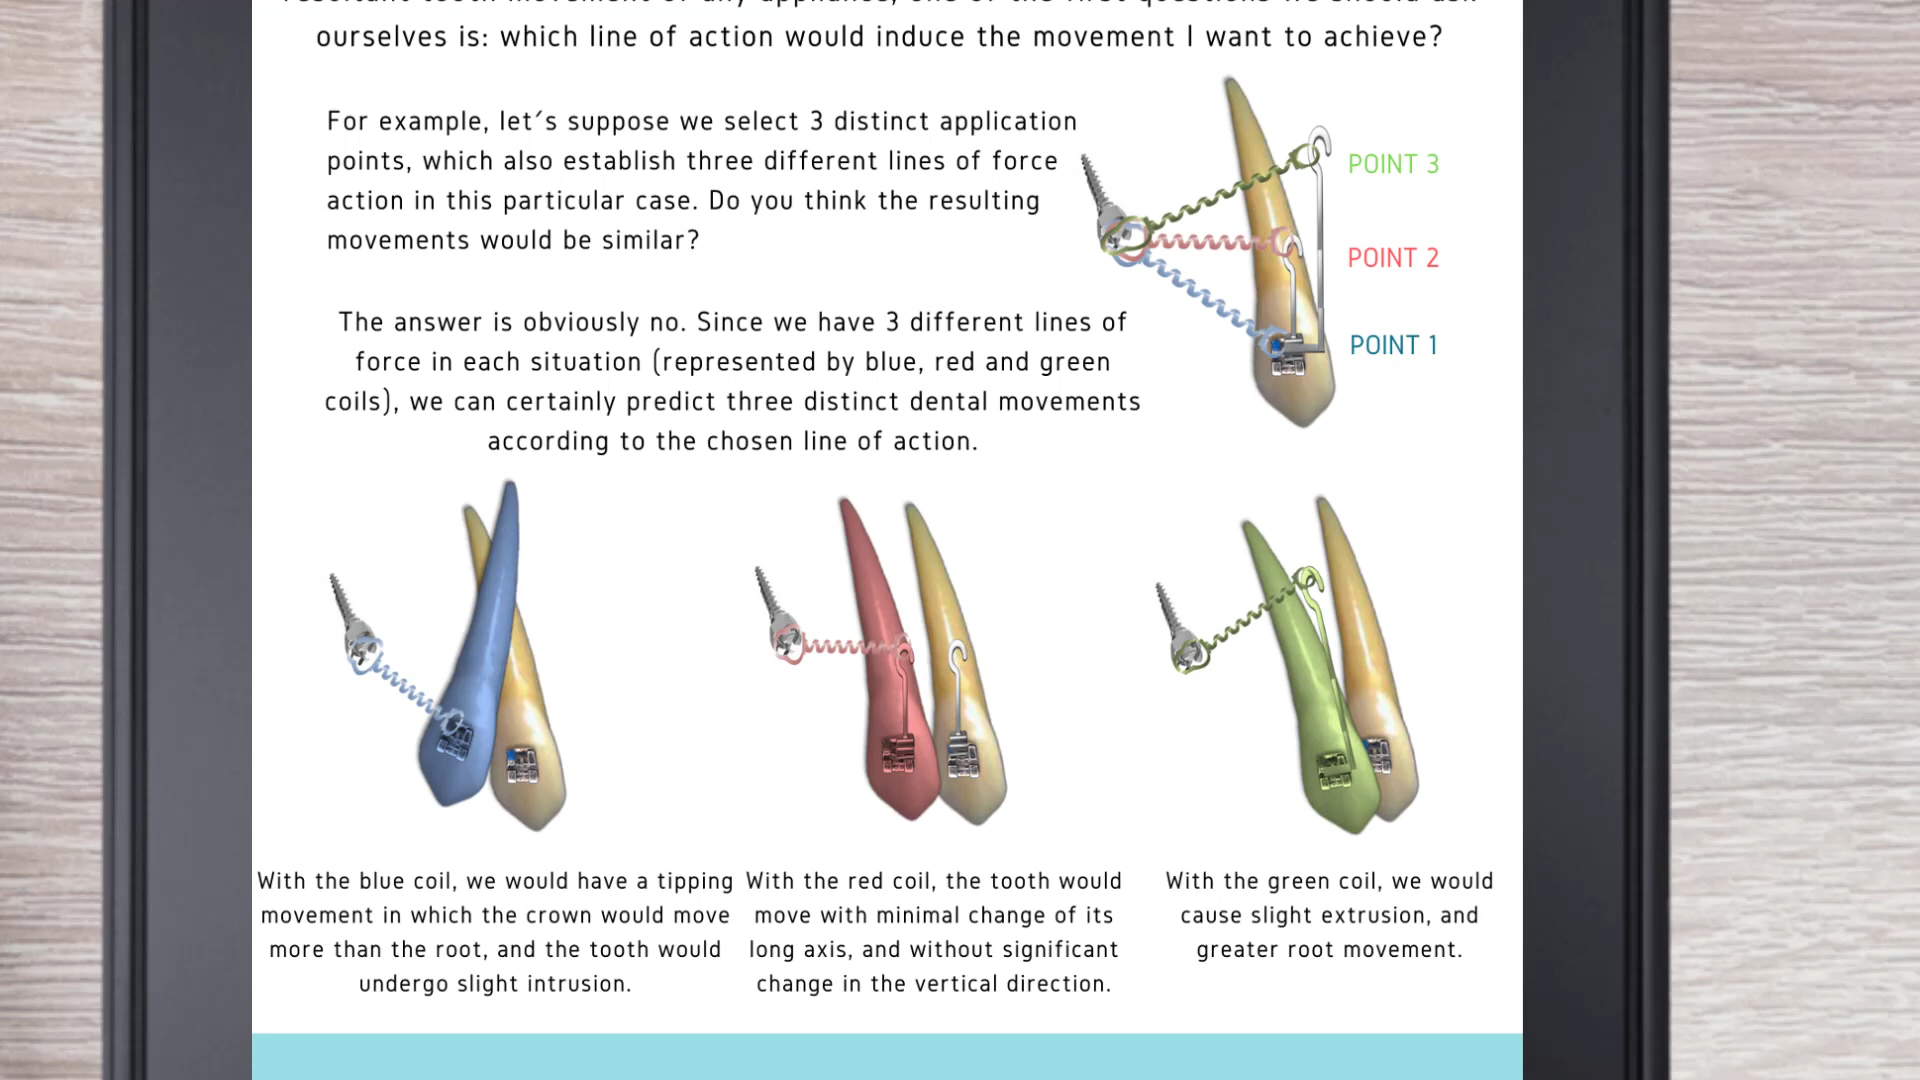 ourselves is: which line of action would induce the movement I want to achieve?
For example, let's suppose we select 3 distinct application
points, which also establish three different lines of force
action in this particular case. Do you think the resulting
movements would be similar?
POINT 3
POINT 2
POINT 1
The answer is obviously no. Since we have 3 different lines of
force in each situation (represented by blue, red and green
coils), we can certainly predict three distinct dental movements
according to the chosen line of action.
With the blue coil, we would have a tipping
movement in which the crown would move
more than the root, and the tooth would
undergo slight intrusion.
With the red coil, the tooth would
move with minimal change of its
long axis, and without significant
change in the vertical direction.
With the green coil, we would
cause slight extrusion, and
greater root movement.